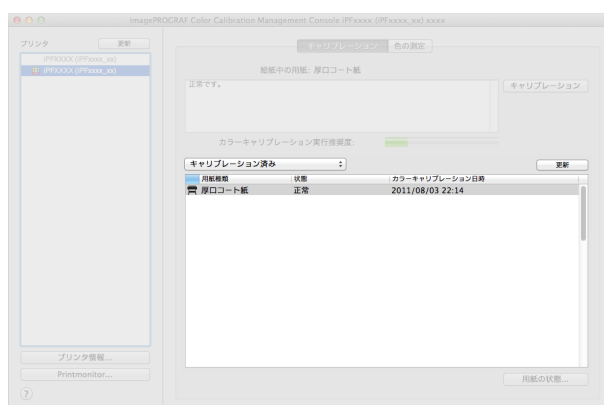 imagePROGRAF Color Calibration Management Console iPFxxxx (iPFxxxx_xx) xxxx
プリンタ
更新
iPFXXXX (iPFxxxx_xx)
iPFXXXX (iPFxxxx_xx)
キャリブレーション
色の測定
給紙中の用紙: 厚口コート紙
正常です。
キャリブレーション
カラーキャリブレーション実行推奨度:
キャリブレーション済み
更新
用紙種類 状態 カラーキャリブレーション日時
厚口コート紙 正常 2011/08/03 22:14
プリンタ情報...
Printmonitor...
用紙の状態...
?